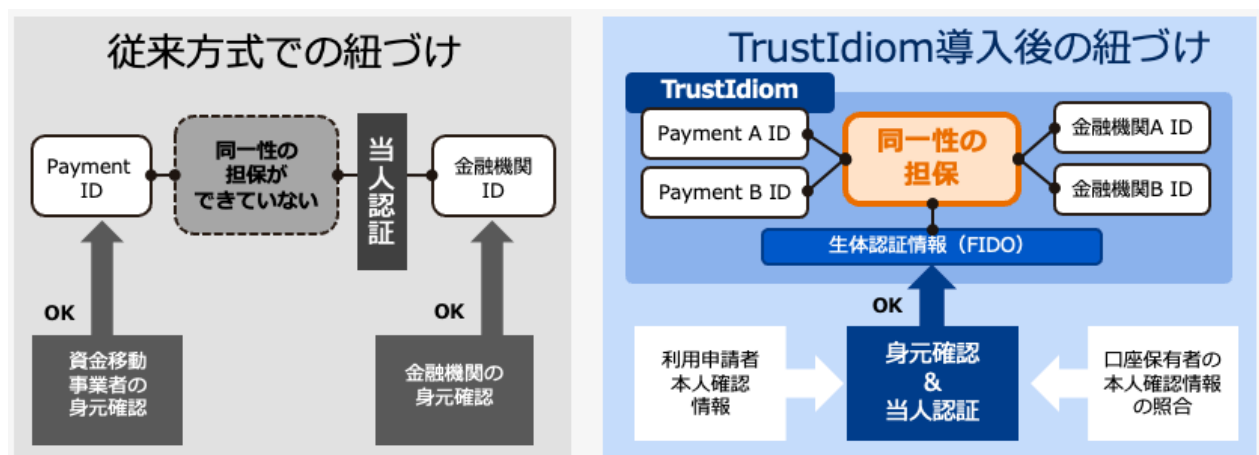 従来方式での紐づけ
Payment
ID
同一性の
担保が
できていない
当人認証
金融機関
ID
OK
OK
資金移動
事業者の
身元確認
金融機関の
身元確認
TrustIdiom導入後の紐づけ
TrustIdiom
Payment A ID
Payment B ID
同一性の
担保
金融機関A ID
金融機関B ID
生体認証情報（FIDO）
OK
利用申請者
本人確認
情報
身元確認
&
当人認証
口座保有者の
本人確認情報
の照合